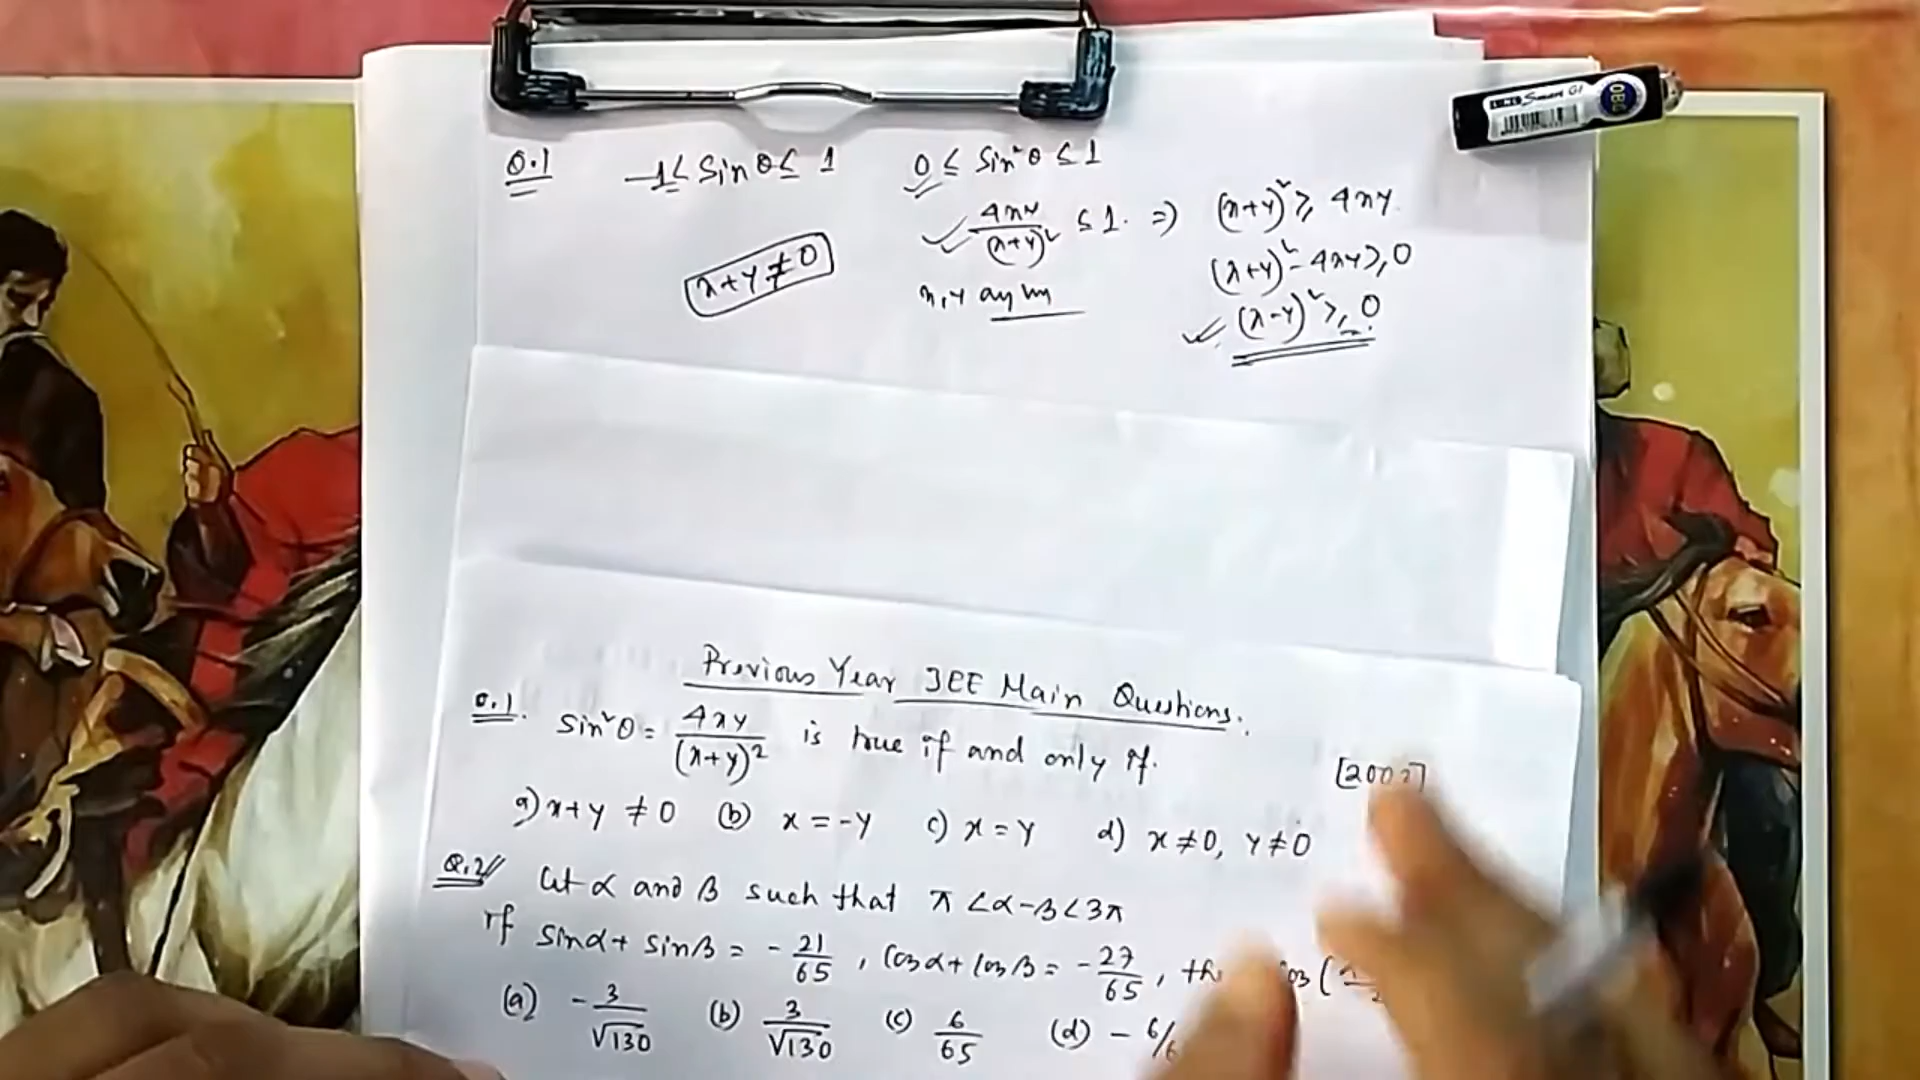 Q.1 -1≤ Sin θ ≤ 1 0 ≤ Sin²θ ≤ 1
4xy/(x+y)² ≤ 1. ⇒ (x+y)² ≥ 4xy.
x+y ≠ 0 (x+y)² - 4xy ≥ 0
x,y (x-y)² ≥ 0
Previous Year JEE Main Questions.
Q.1. Sin²θ = 4xy/(x+y)² is true if and only if.
a) x+y ≠ 0 (b) x = -y c) x = y d) x ≠ 0, y ≠ 0
Q.2 Let α and β such that π < α-β < 3π
If sinα + sinβ = - 21/65, Cosα + Cosβ = - 27/65,
(a) - 3/√130 (b) 3/√130 (c) 6/65 (d) - 6/